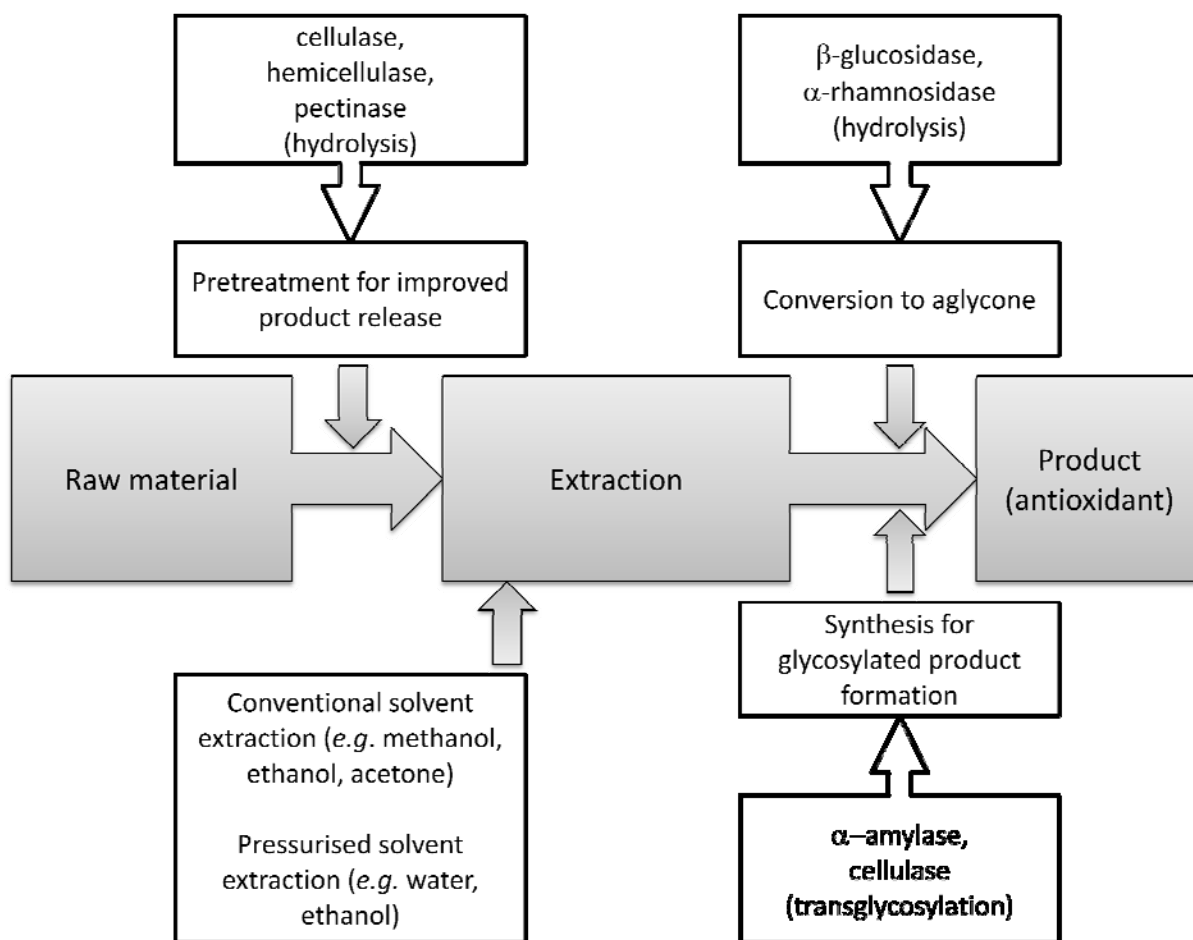 cellulase,
hemicellulase,
pectinase
(hydrolysis)
β-glucosidase,
α-rhamnosidase
(hydrolysis)
Pretreatment for improved
product release
Conversion to aglycone
Raw material
Extraction
Product
(antioxidant)
Conventional solvent
extraction (e.g. methanol,
ethanol, acetone)
Pressurised solvent
extraction (e.g. water,
ethanol)
Synthesis for
glycosylated product
formation
α–amylase,
cellulase
(transglycosylation)